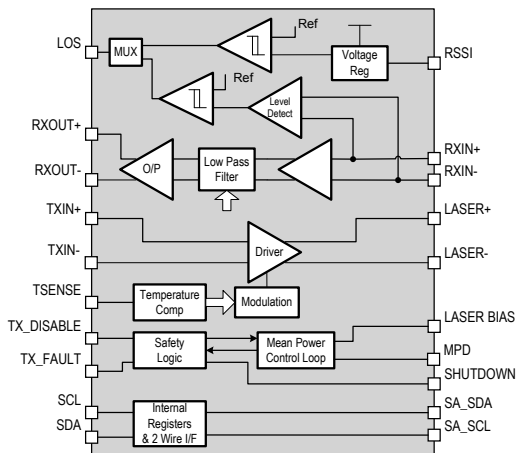 LOS
MUX
Ref
Voltage
Reg
RSSI
Ref
Level
Detect
RXOUT+
RXOUT-
O/P
Low Pass
Filter
RXIN+
RXIN-
TXIN+
TXIN-
Driver
LASER+
LASER-
TSENSE
Temperature
Comp
Modulation
TX_DISABLE
TX_FAULT
Safety
Logic
Mean Power
Control Loop
LASER BIAS
MPD
SHUTDOWN
SCL
SDA
Internal
Registers
& 2 Wire I/F
SA_SDA
SA_SCL